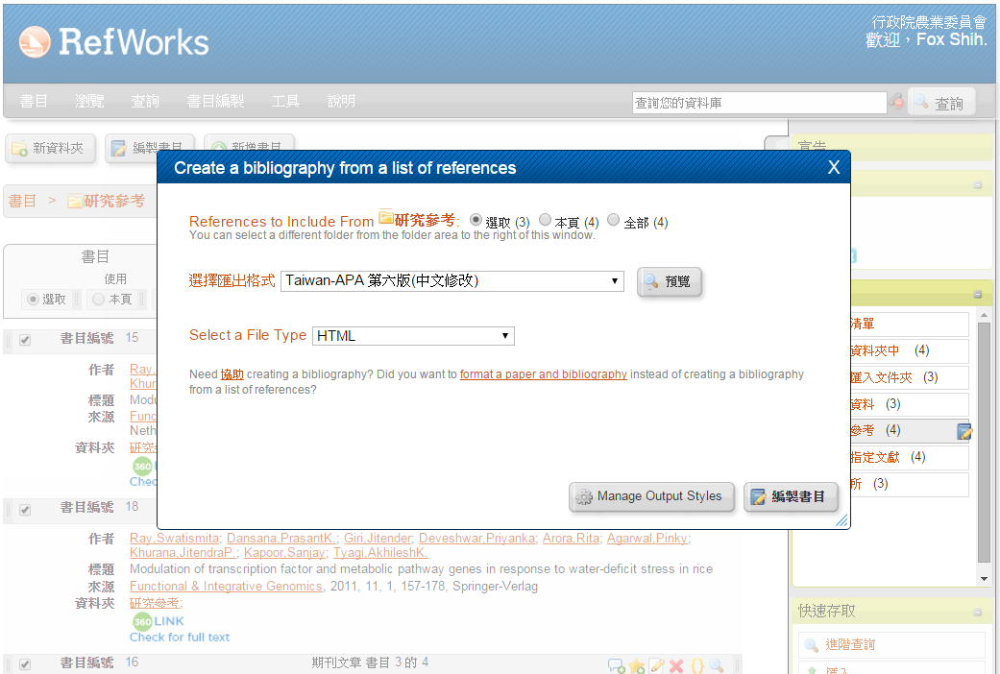 RefWorks
行政院農業委員會
歡迎，Fox Shih.
書目 瀏覽 查詢 書目編製 工具 說明
查詢您的資料庫 查詢
新資料夾 編製書目 新增書目
宣告
書目 > 研究參考
Create a bibliography from a list of references X
References to Include From 研究參考: 選取 (3) 本頁 (4) 全部 (4)
You can select a different folder from the folder area to the right of this window.
選擇匯出格式 Taiwan-APA 第六版(中文修改) 預覽
Select a File Type HTML
Need 協助 creating a bibliography? Did you want to format a paper and bibliography instead of creating a bibliography
from a list of references?
Manage Output Styles 編製書目
書目
使用
選取 本頁
書目編號 15
作者 Ray,
Khur
標題 Modu
來源 Func
Neth
資料夾 研究
360
Chec
清單
資料夾中 (4)
匯入文件夾 (3)
資料 (3)
參考 (4)
指定文獻 (4)
所 (3)
書目編號 18
作者 Ray,Swatismita; Dansana,PrasantK.; Giri,Jitender; Deveshwar,Priyanka; Arora,Rita; Agarwal,Pinky;
Khurana,JitendraP.; Kapoor,Sanjay; Tyagi,AkhileshK.
標題 Modulation of transcription factor and metabolic pathway genes in response to water-deficit stress in rice
來源 Functional & Integrative Genomics, 2011, 11, 1, 157-178, Springer-Verlag
資料夾 研究參考;
360 LINK
Check for full text
書目編號 16 期刊文章 書目 3 的 4
快速存取
進階查詢
匯入